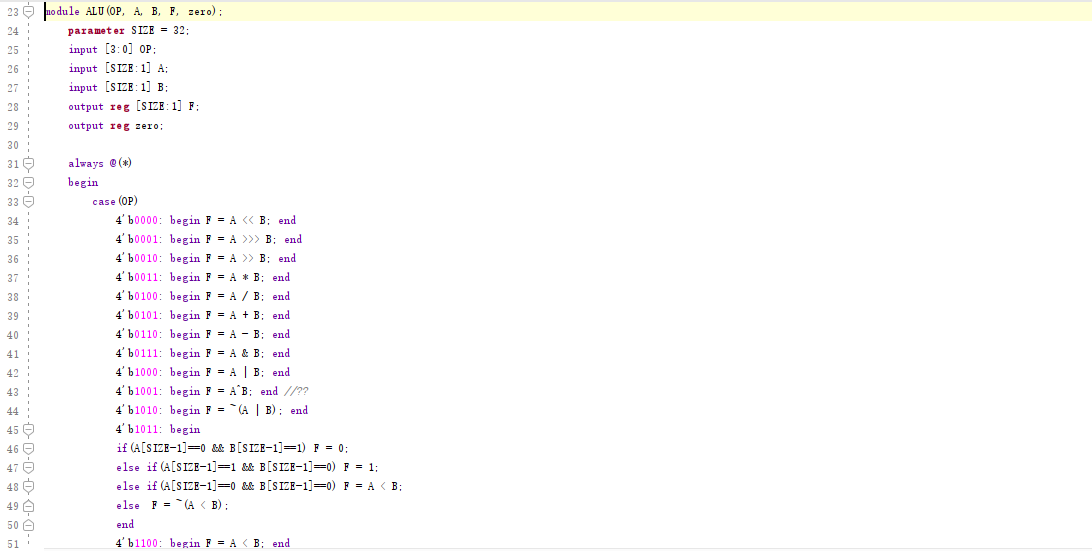 23 module ALU(OP, A, B, F, zero);
24 parameter SIZE = 32;
25 input [3:0] OP;
26 input [SIZE:1] A;
27 input [SIZE:1] B;
28 output reg [SIZE:1] F;
29 output reg zero;
30
31 always @(*)
32 begin
33 case(OP)
34 4'b0000: begin F = A << B; end
35 4'b0001: begin F = A >>> B; end
36 4'b0010: begin F = A >> B; end
37 4'b0011: begin F = A * B; end
38 4'b0100: begin F = A / B; end
39 4'b0101: begin F = A + B; end
40 4'b0110: begin F = A - B; end
41 4'b0111: begin F = A & B; end
42 4'b1000: begin F = A | B; end
43 4'b1001: begin F = A^B; end //??
44 4'b1010: begin F = ~(A | B); end
45 4'b1011: begin
46 if(A[SIZE-1]==0 && B[SIZE-1]==1) F = 0;
47 else if(A[SIZE-1]==1 && B[SIZE-1]==0) F = 1;
48 else if(A[SIZE-1]==0 && B[SIZE-1]==0) F = A < B;
49 else F = ~(A < B);
50 end
51 4'b1100: begin F = A < B; end